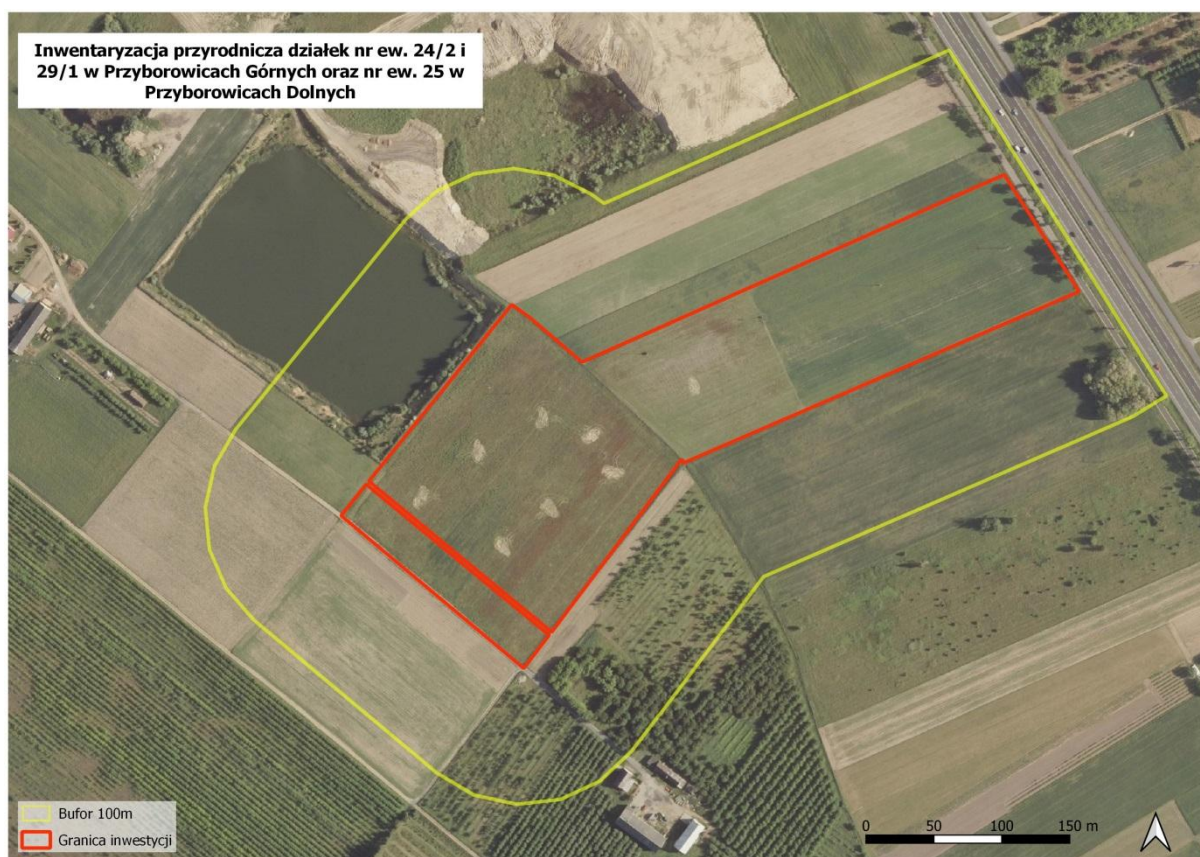 Inwentaryzacja przyrodnicza działek nr ew. 24/2 i
29/1 w Przyborowicach Górnych oraz nr ew. 25 w
Przyborowicach Dolnych
Bufor 100m
Granica inwestycji
0 50 100 150 m